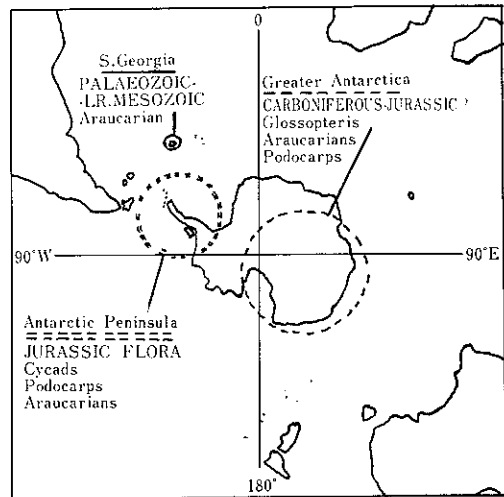 0
S.Georgia
PALAEOZOIC-
-LR.MESOZOIC
Araucarian
Greater Antarctica
CARBONIFEROUS-JURASSIC ?
Glossopteris
Araucarians
Podocarps
90°W
90°E
Antarctic Peninsula
JURASSIC FLORA
Cycads
Podocarps
Araucarians
180°